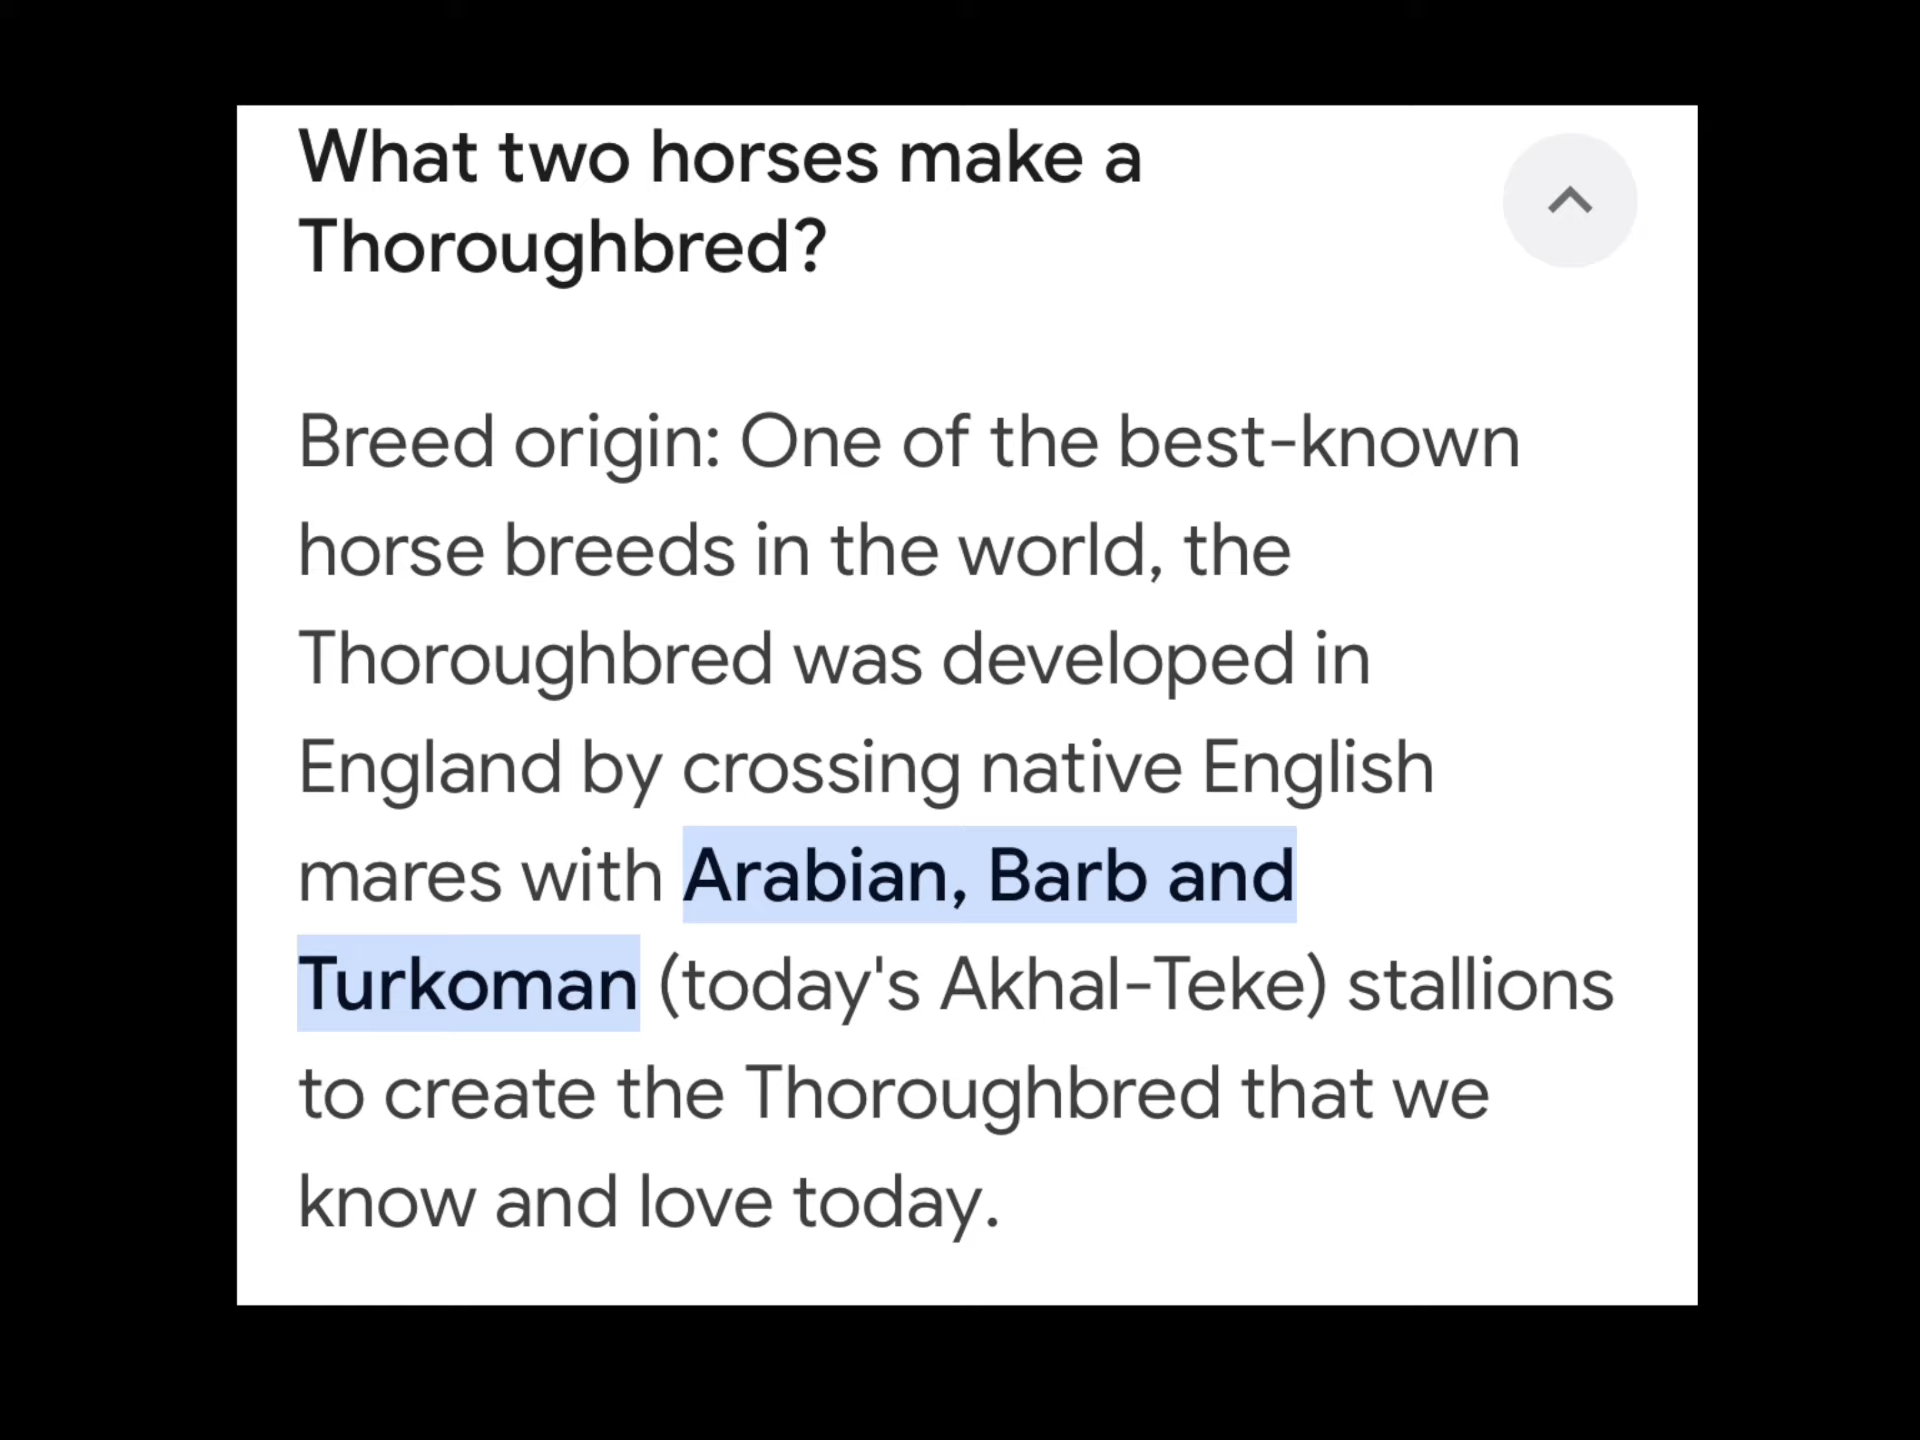 What two horses make a
Thoroughbred?
Breed origin: One of the best-known
horse breeds in the world, the
Thoroughbred was developed in
England by crossing native English
mares with Arabian, Barb and
Turkoman (today's Akhal-Teke) stallions
to create the Thoroughbred that we
know and love today.